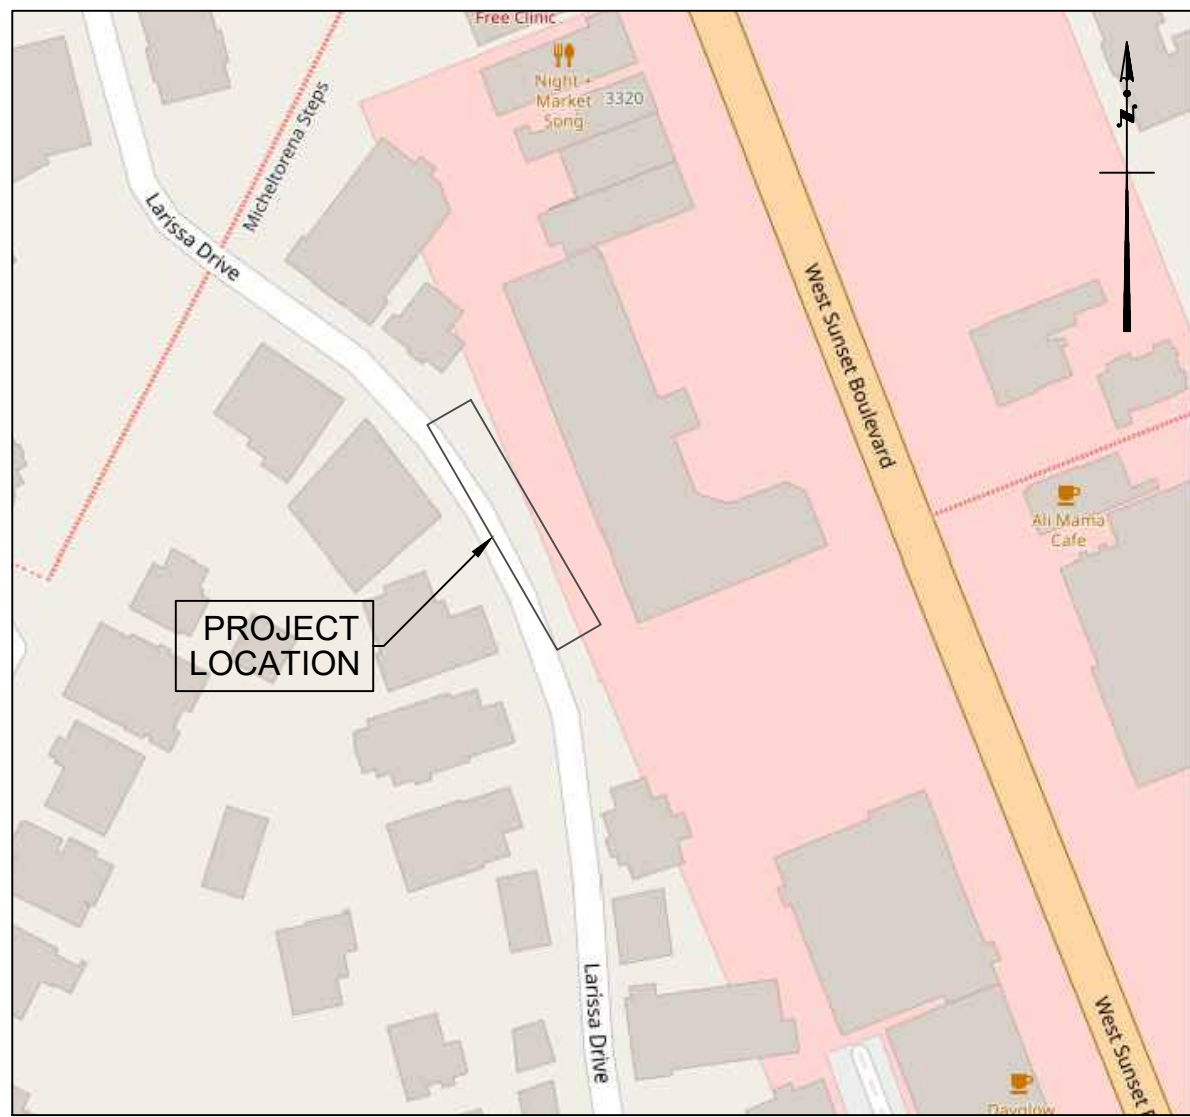 Free Clinic
Night +
Market
Song
3320
N
Micheltorena Steps
Larissa Drive
West Sunset Boulevard
Ali Mama
Cafe
PROJECT
LOCATION
Larissa Drive
West Sunset
Dayglow